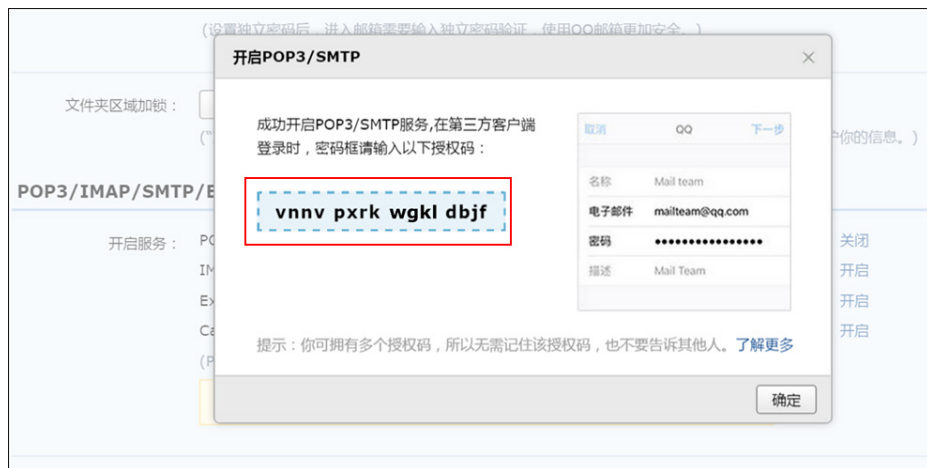 (设置独立密码后，进入邮箱需要输入独立密码验证，使用QQ邮箱更加安全。)
开启POP3/SMTP
文件夹区域加锁：
成功开启POP3/SMTP服务,在第三方客户端
登录时，密码框请输入以下授权码：
取消 QQ 下一步
("
户你的信息。)
名称 Mail team
POP3/IMAP/SMTP/E
vnnv pxrk wgkl dbjf
电子邮件 mailteam@qq.com
开启服务： PO
关闭
密码 ••••••••••••••••
IM
开启
描述 Mail Team
Ex
开启
Ca
开启
提示：你可拥有多个授权码，所以无需记住该授权码，也不要告诉其他人。了解更多
(P
确定